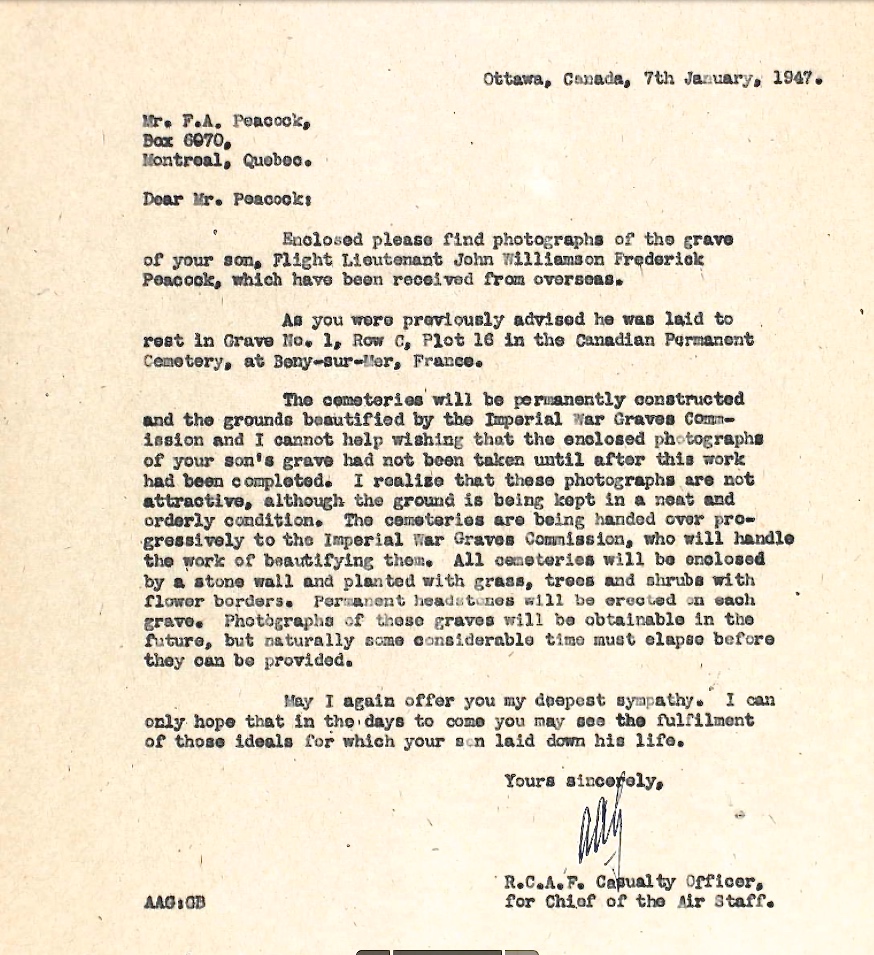 Ottawa, Canada, 7th January, 1947.
Mr. F.A. Peacock,
Box 6070,
Montreal, Quebec.
Dear Mr. Peacock:
Enclosed please find photographs of the grave
of your son, Flight Lieutenant John Williamson Frederick
Peacock, which have been received from overseas.
As you were previously advised he was laid to
rest in Grave No. 1, Row C, Plot 16 in the Canadian Permanent
Cemetery, at Beny-sur-Mer, France.
The cemeteries will be permanently constructed
and the grounds beautified by the Imperial War Graves Comm-
ission and I cannot help wishing that the enclosed photographs
of your son's grave had not been taken until after this work
had been completed. I realize that these photographs are not
attractive, although the ground is being kept in a neat and
orderly condition. The cemeteries are being handed over pro-
gressively to the Imperial War Graves Commission, who will handle
the work of beautifying them. All cemeteries will be enclosed
by a stone wall and planted with grass, trees and shrubs with
flower borders. Permanent headstones will be erected on each
grave. Photographs of these graves will be obtainable in the
future, but naturally some considerable time must elapse before
they can be provided.
May I again offer you my deepest sympathy. I can
only hope that in the days to come you may see the fulfilment
of those ideals for which your son laid down his life.
Yours sincerely,
R.C.A.F. Casualty Officer,
for Chief of the Air Staff.
AAG:GB